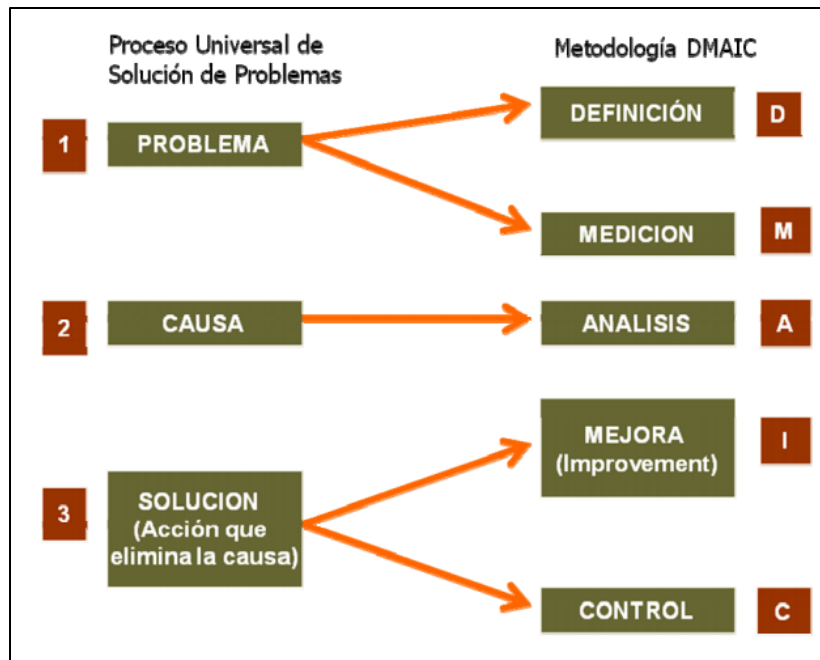 Proceso Universal de
Solución de Problemas
Metodología DMAIC
1
PROBLEMA
DEFINICIÓN
D
MEDICION
M
2
CAUSA
ANALISIS
A
3
SOLUCION
(Acción que
elimina la causa)
MEJORA
(Improvement)
I
CONTROL
C